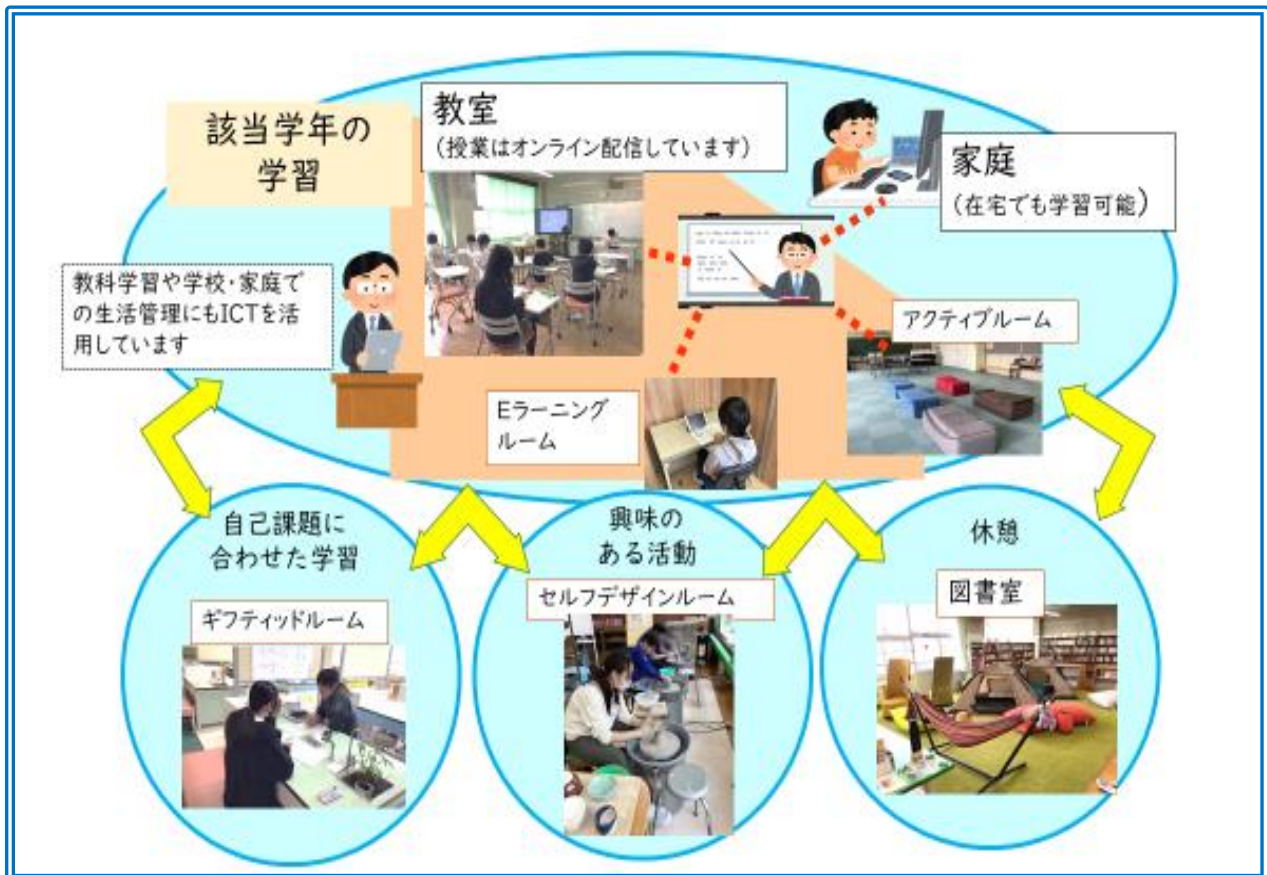 該当学年の
学習
教室
(授業はオンライン配信しています)
家庭
(在宅でも学習可能)
教科学習や学校・家庭で
の生活管理にもICTを活
用しています
アクティブルーム
Eラーニング
ルーム
自己課題に
合わせた学習
ギフティッドルーム
興味の
ある活動
セルフデザインルーム
休憩
図書室